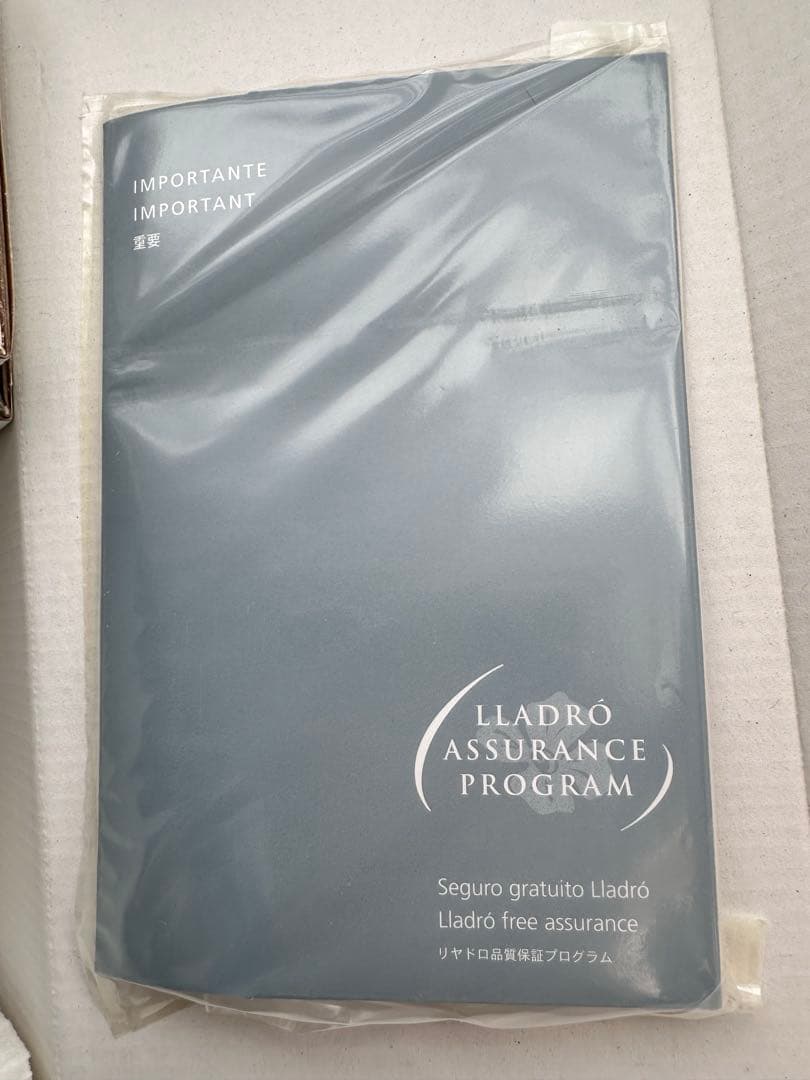 IMPORTANTE
IMPORTANT
重要
LLADRÓ
ASSURANCE
PROGRAM
Seguro gratuito Lladró
Lladró free assurance
リヤドロ品質保証プログラム